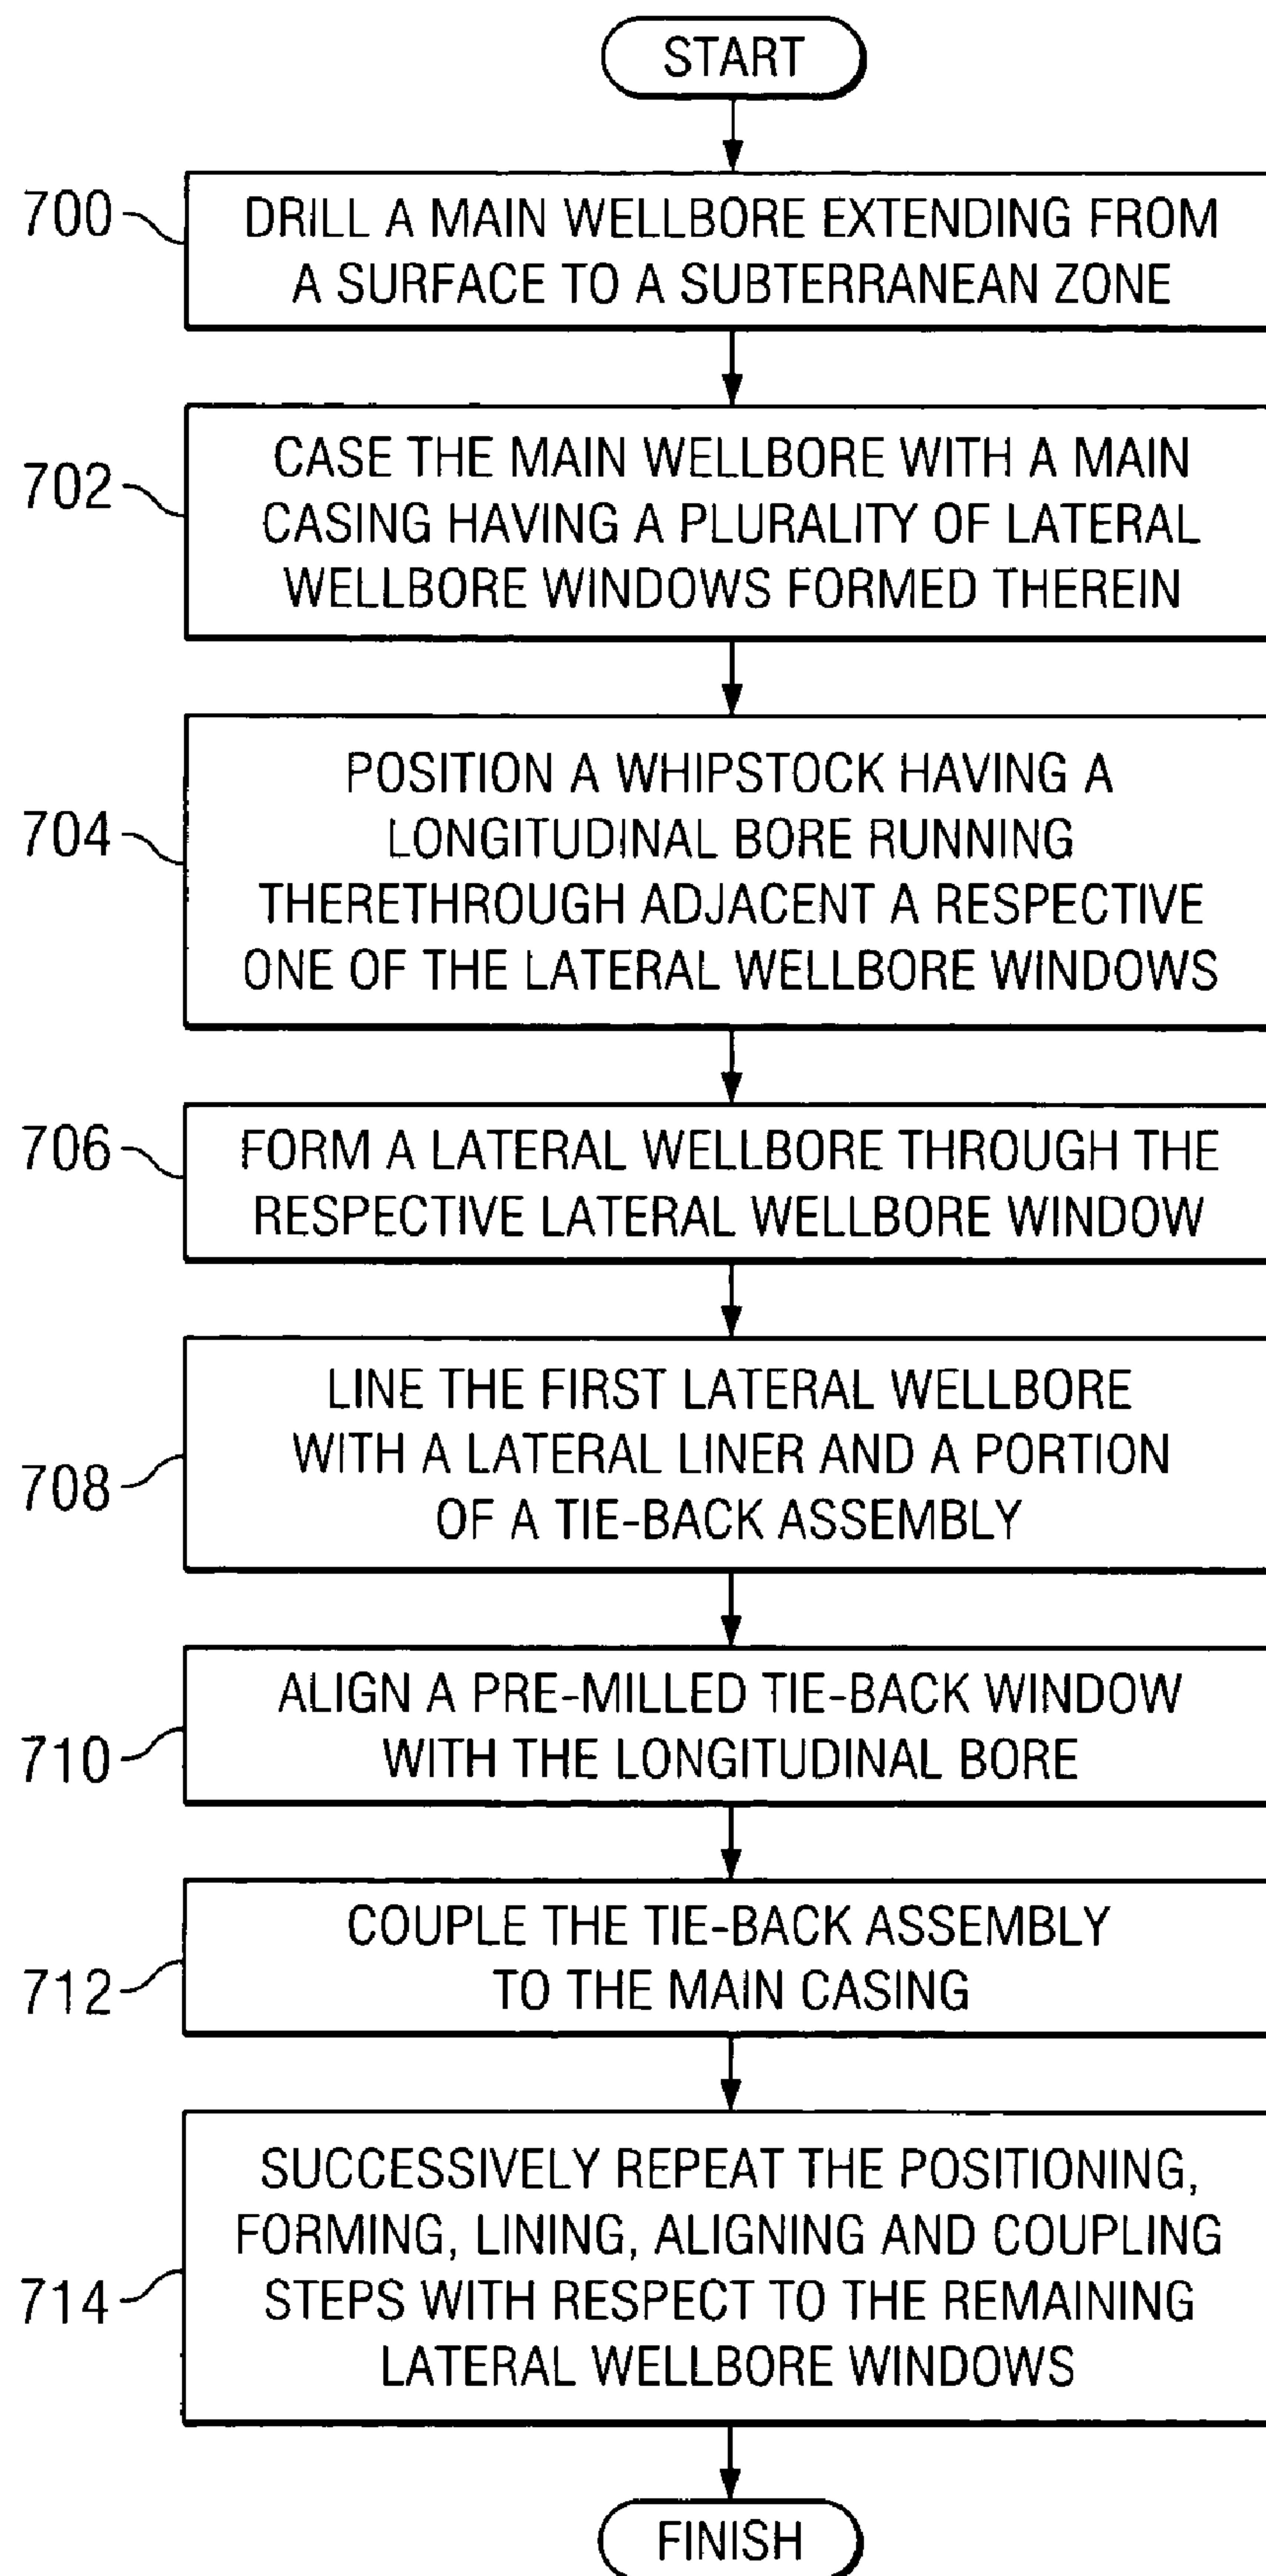 START
700
DRILL A MAIN WELLBORE EXTENDING FROM
A SURFACE TO A SUBTERRANEAN ZONE
702
CASE THE MAIN WELLBORE WITH A MAIN
CASING HAVING A PLURALITY OF LATERAL
WELLBORE WINDOWS FORMED THEREIN
704
POSITION A WHIPSTOCK HAVING A
LONGITUDINAL BORE RUNNING
THERETHROUGH ADJACENT A RESPECTIVE
ONE OF THE LATERAL WELLBORE WINDOWS
706
FORM A LATERAL WELLBORE THROUGH THE
RESPECTIVE LATERAL WELLBORE WINDOW
708
LINE THE FIRST LATERAL WELLBORE
WITH A LATERAL LINER AND A PORTION
OF A TIE-BACK ASSEMBLY
710
ALIGN A PRE-MILLED TIE-BACK WINDOW
WITH THE LONGITUDINAL BORE
712
COUPLE THE TIE-BACK ASSEMBLY
TO THE MAIN CASING
714
SUCCESSIVELY REPEAT THE POSITIONING,
FORMING, LINING, ALIGNING AND COUPLING
STEPS WITH RESPECT TO THE REMAINING
LATERAL WELLBORE WINDOWS
FINISH